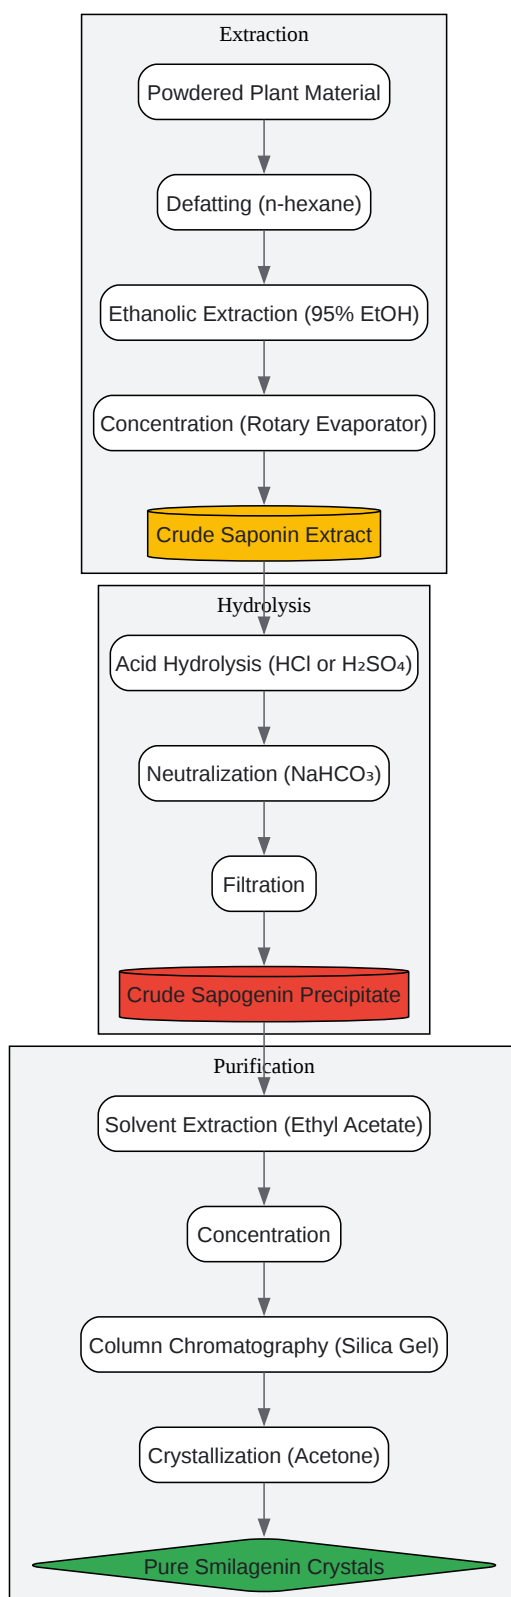 Extraction
Powdered Plant Material
Defatting (n-hexane)
Ethanolic Extraction (95% EtOH)
Concentration (Rotary Evaporator)
Crude Saponin Extract
Hydrolysis
Acid Hydrolysis (HCl or H₂SO₄)
Neutralization (NaHCO₃)
Filtration
Crude Sapogenin Precipitate
Purification
Solvent Extraction (Ethyl Acetate)
Concentration
Column Chromatography (Silica Gel)
Crystallization (Acetone)
Pure Smilagenin Crystals